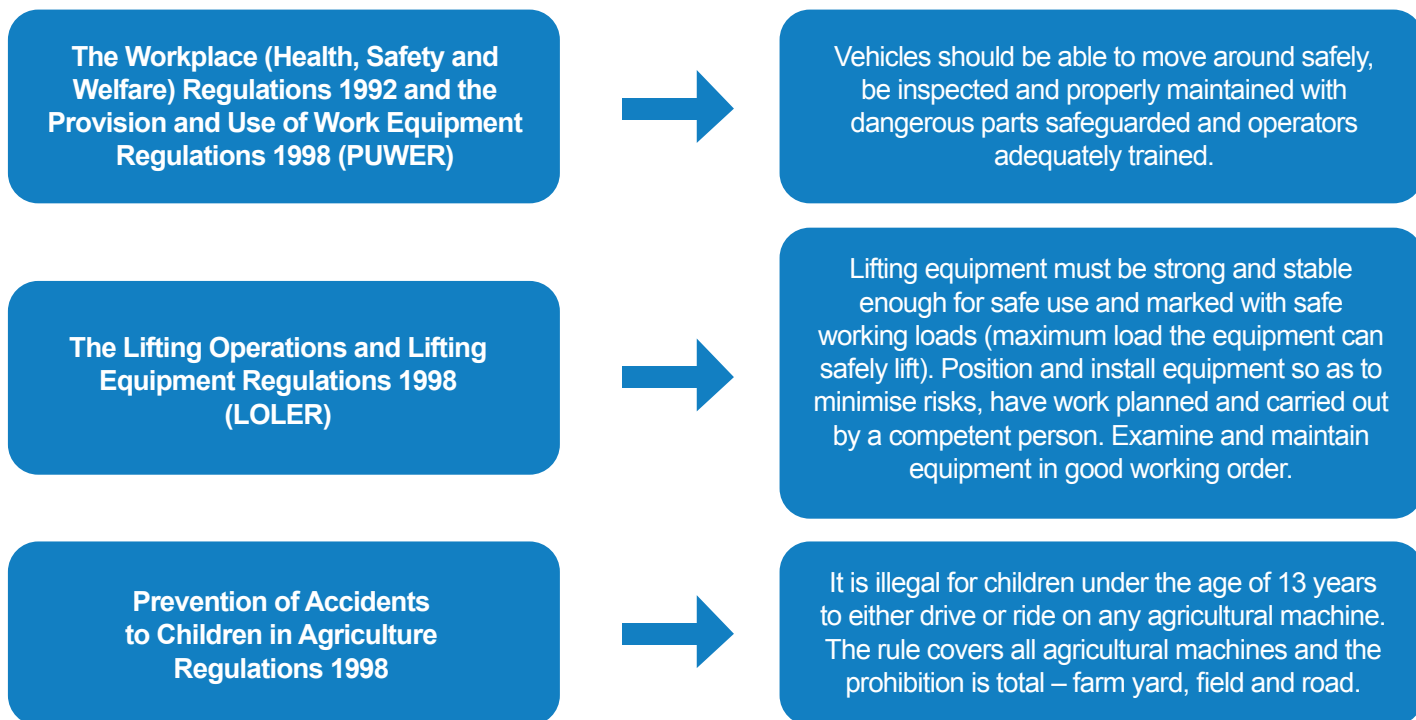 The Workplace (Health, Safety and
Welfare) Regulations 1992 and the
Provision and Use of Work Equipment
Regulations 1998 (PUWER)
Vehicles should be able to move around safely,
be inspected and properly maintained with
dangerous parts safeguarded and operators
adequately trained.
The Lifting Operations and Lifting
Equipment Regulations 1998
(LOLER)
Lifting equipment must be strong and stable
enough for safe use and marked with safe
working loads (maximum load the equipment can
safely lift). Position and install equipment so as to
minimise risks, have work planned and carried out
by a competent person. Examine and maintain
equipment in good working order.
Prevention of Accidents
to Children in Agriculture
Regulations 1998
It is illegal for children under the age of 13 years
to either drive or ride on any agricultural machine.
The rule covers all agricultural machines and the
prohibition is total – farm yard, field and road.